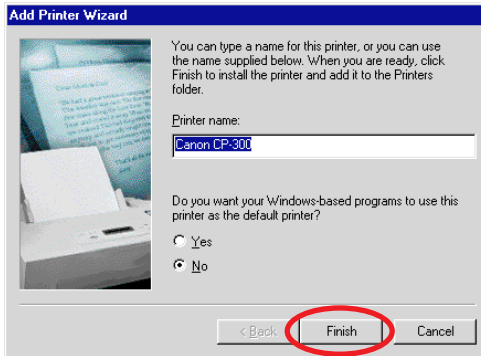 Add Printer Wizard
You can type a name for this printer, or you can use
the name supplied below. When you are ready, click
Finish to install the printer and add it to the Printers
folder.
Printer name:
Canon CP-300
Do you want your Windows-based programs to use this
printer as the default printer?
Yes
No
< Back
Finish
Cancel